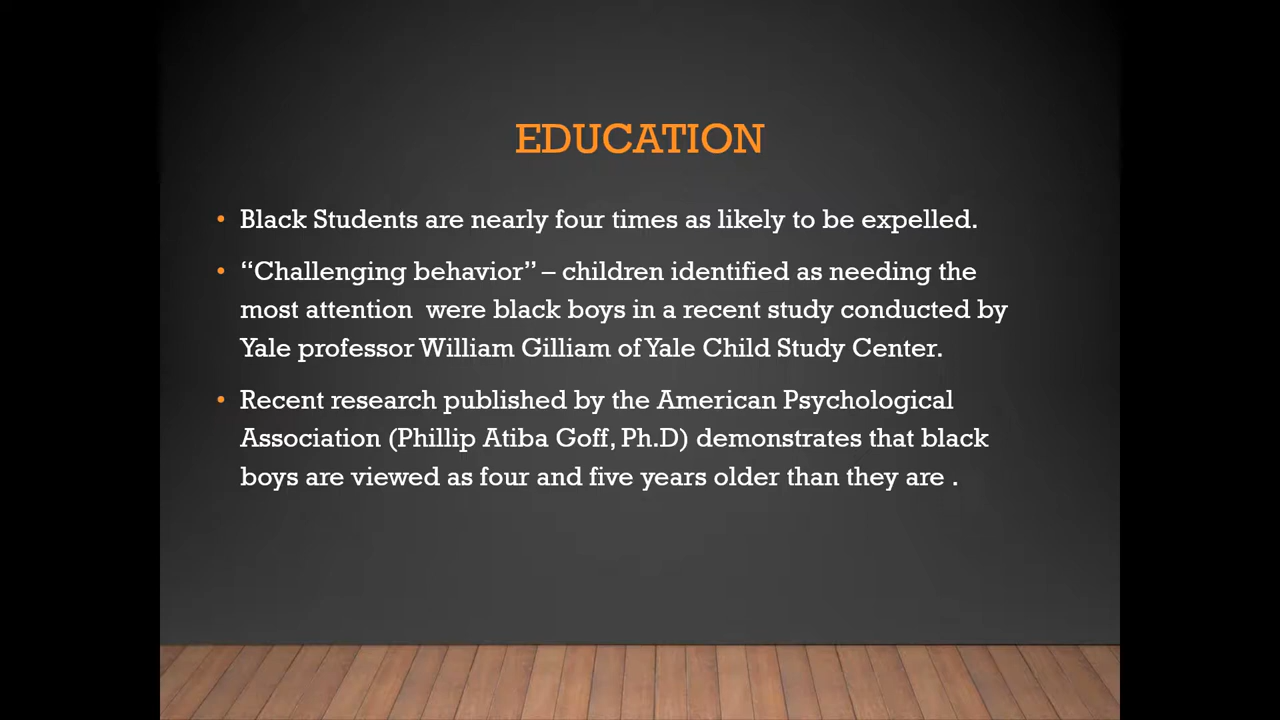 EDUCATION
• Black Students are nearly four times as likely to be expelled.
• “Challenging behavior” – children identified as needing the
most attention  were black boys in a recent study conducted by
Yale professor William Gilliam of Yale Child Study Center.
• Recent research published by the American Psychological
Association (Phillip Atiba Goff, Ph.D) demonstrates that black
boys are viewed as four and five years older than they are .